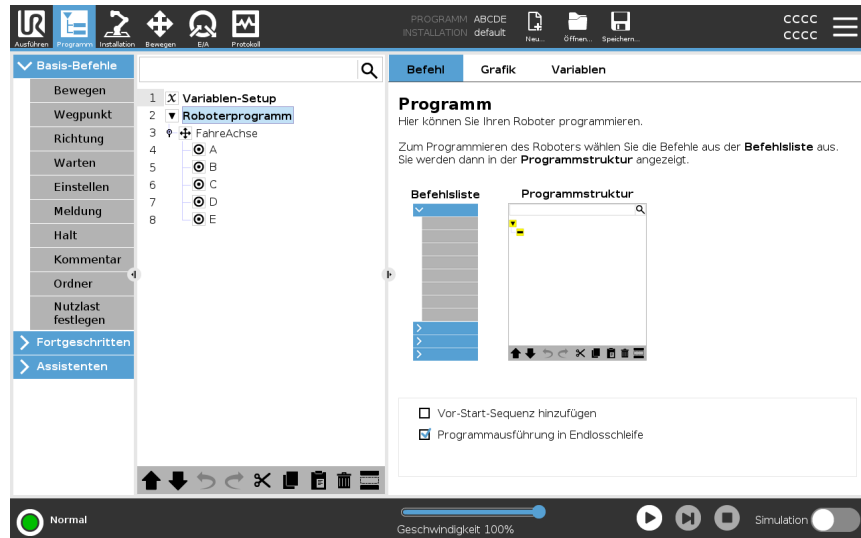 PROGRAMM ABCDE
INSTALLATION default
CCCC
CCCC
Ausführen Programm Installation Bewegen E/A Protokoll
Neu... Öffnen... Speichern...
Basis-Befehle
Bewegen
Wegpunkt
Richtung
Warten
Einstellen
Meldung
Halt
Kommentar
Ordner
Nutzlast
festlegen
Fortgeschritten
Assistenten
1 X Variablen-Setup
2 Roboterprogramm
3 FahreAchse
4 A
5 B
6 C
7 D
8 E
Befehl Grafik Variablen
Programm
Hier können Sie Ihren Roboter programmieren.
Zum Programmieren des Roboters wählen Sie die Befehle aus der Befehlsliste aus.
Sie werden dann in der Programmstruktur angezeigt.
Befehlsliste Programmstruktur
Vor-Start-Sequenz hinzufügen
Programmausführung in Endlosschleife
Normal
Geschwindigkeit 100%
Simulation